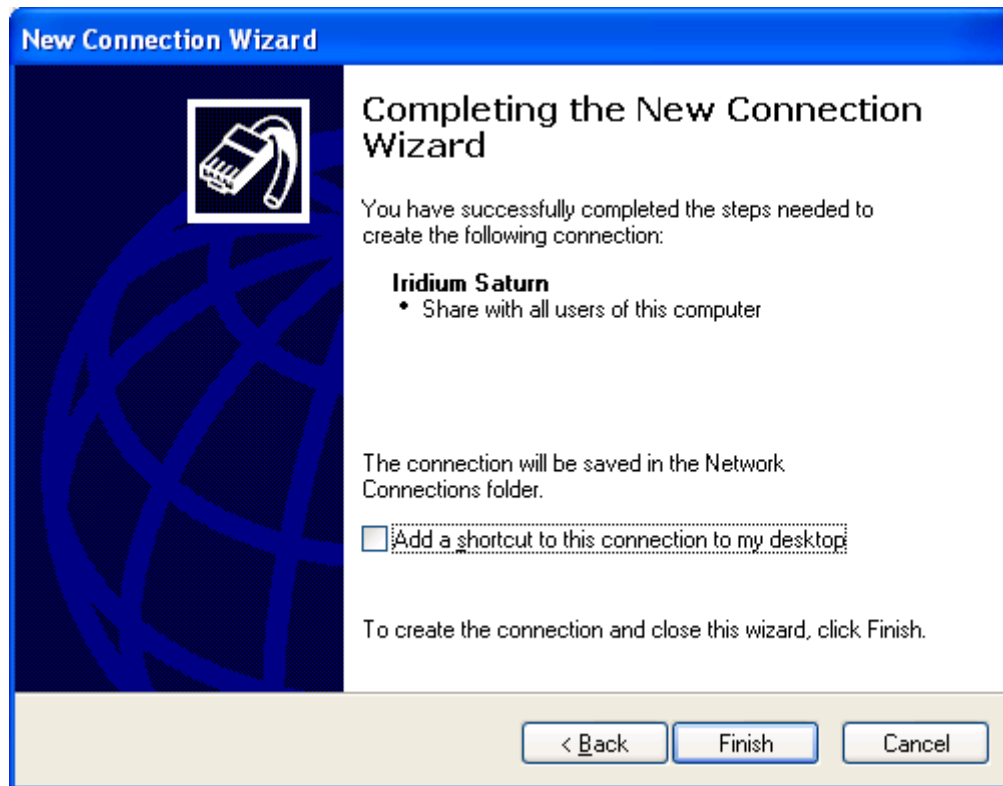 New Connection Wizard
Completing the New Connection
Wizard
You have successfully completed the steps needed to
create the following connection:
Iridium Saturn
• Share with all users of this computer
The connection will be saved in the Network
Connections folder.
Add a shortcut to this connection to my desktop
To create the connection and close this wizard, click Finish.
< Back Finish Cancel